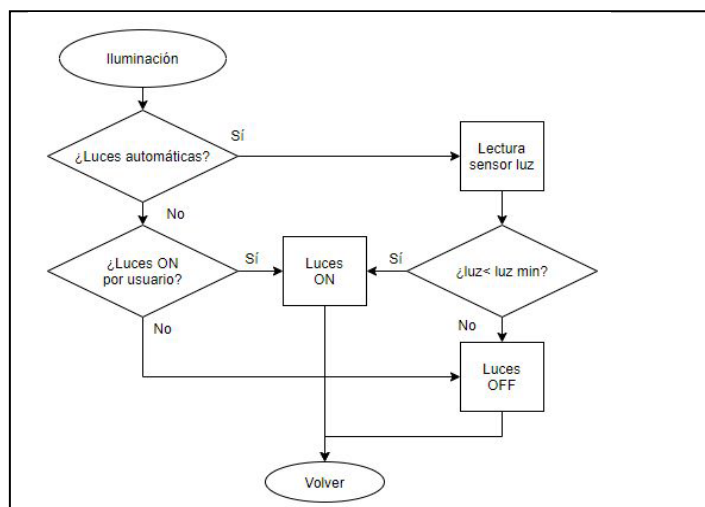 Iluminación
¿Luces automáticas?
Sí
Lectura
sensor luz
No
¿Luces ON
por usuario?
Sí
Luces
ON
Sí
¿luz< luz min?
No
No
Luces
OFF
Volver